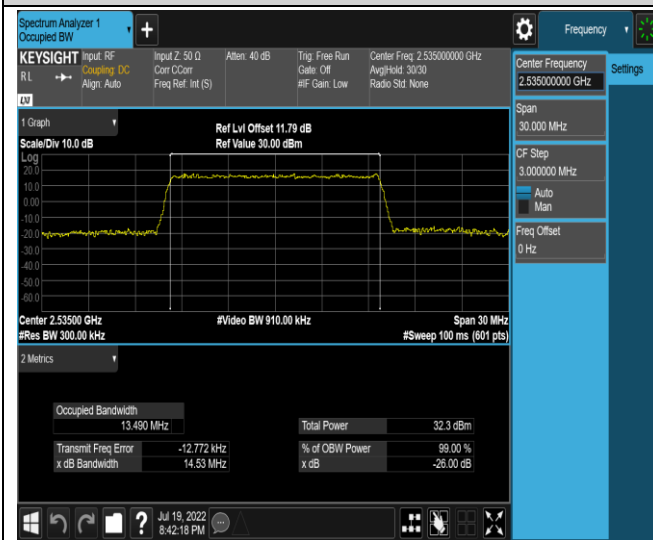 Spectrum Analyzer 1
Occupied BW
+
Frequency
KEYSIGHT
RL
LXI
Input: RF
Coupling: DC
Align: Auto
Input Z: 50 Ω
Corr CCorr
Freq Ref: Int (S)
Atten: 40 dB
Trig: Free Run
Gate: Off
#IF Gain: Low
Center Freq: 2.535000000 GHz
Avg|Hold: 30/30
Radio Std: None
1 Graph
Scale/Div 10.0 dB
Ref Lvl Offset 11.79 dB
Ref Value 30.00 dBm
Log
20.0
10.0
0.00
-10.0
-20.0
-30.0
-40.0
-50.0
-60.0
Center 2.53500 GHz
#Res BW 300.00 kHz
#Video BW 910.00 kHz
Span 30 MHz
#Sweep 100 ms (601 pts)
2 Metrics
Occupied Bandwidth
13.490 MHz
Total Power 32.3 dBm
Transmit Freq Error -12.772 kHz
% of OBW Power 99.00 %
x dB Bandwidth 14.53 MHz
x dB -26.00 dB
?
Jul 19, 2022
8:42:18 PM
Center Frequency
2.535000000 GHz
Settings
Span
30.000 MHz
CF Step
3.000000 MHz
Auto
Man
Freq Offset
0 Hz